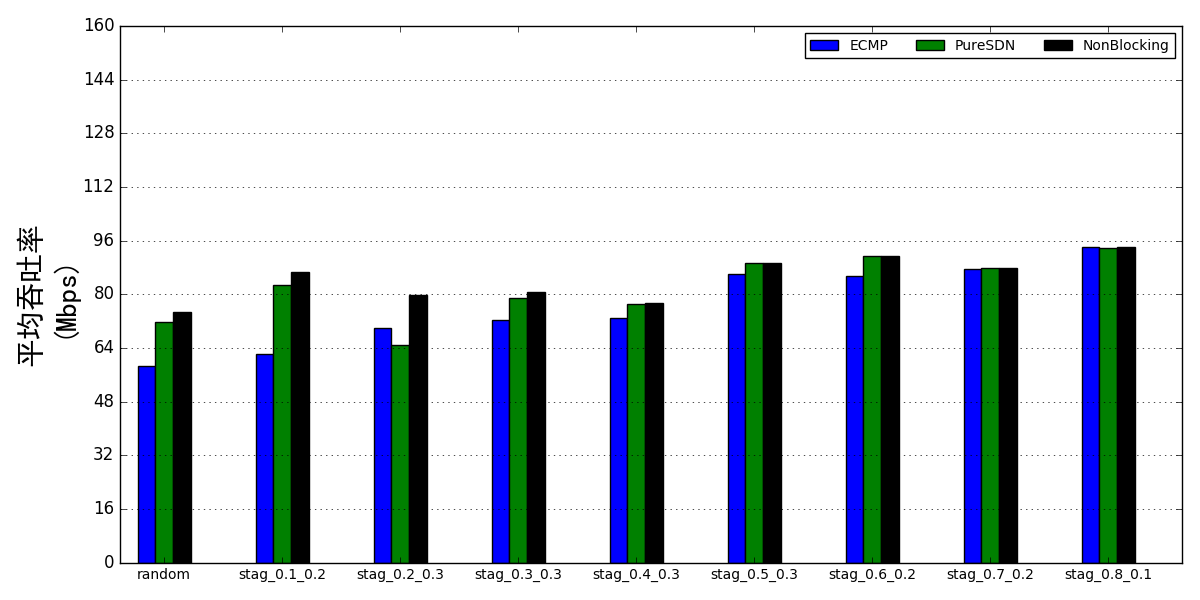 160
144
128
112
96
80
64
48
32
16
0
平均吞吐率
(Mbps)
ECMP PureSDN NonBlocking
random stag_0.1_0.2 stag_0.2_0.3 stag_0.3_0.3 stag_0.4_0.3 stag_0.5_0.3 stag_0.6_0.2 stag_0.7_0.2 stag_0.8_0.1